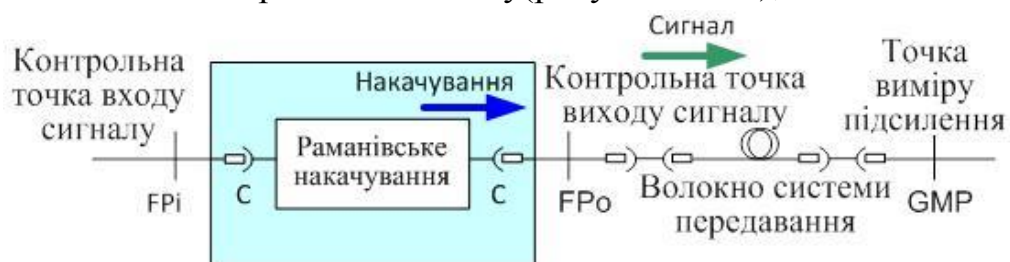 Сигнал
Контрольна
точка входу
сигналу
Накачування
Контрольна точка
виходу сигналу
Точка
виміру
підсилення
Раманівське
накачування
FPi
C
C
FPo
Волокно системи
передавання
GMP